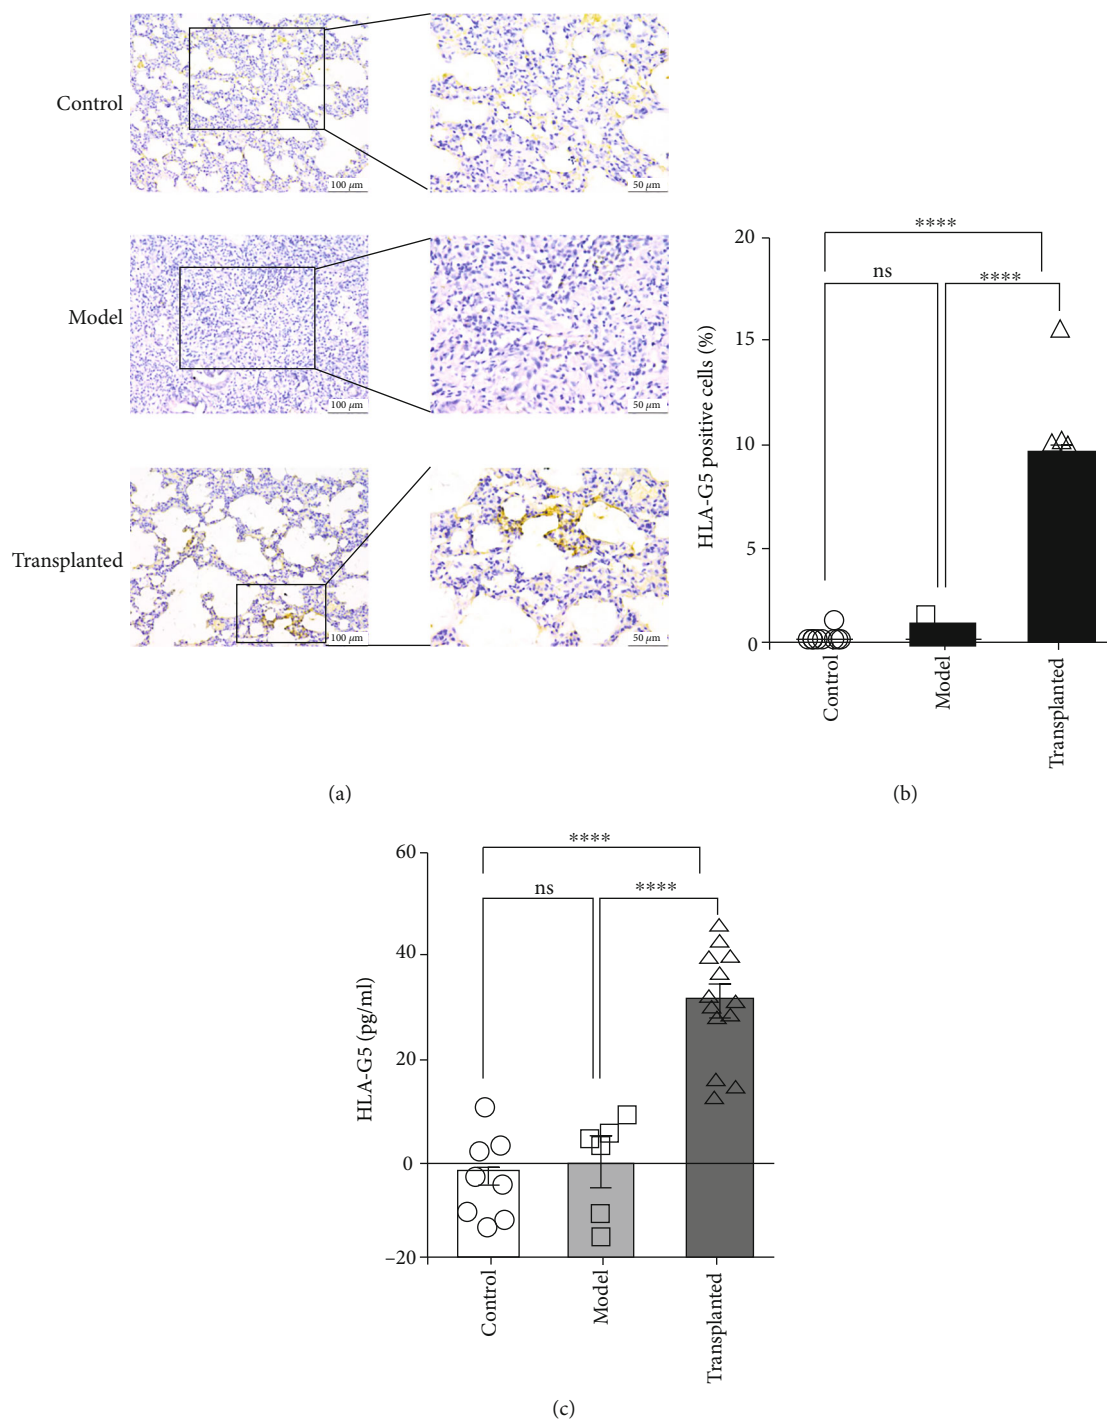 Control
100 μm
50 μm
Model
100 μm
50 μm
Transplanted
100 μm
50 μm
(a)
****
ns
****
HLA-G5 positive cells (%)
20
15
10
5
0
Control
Model
Transplanted
(b)
****
ns
****
HLA-G5 (pg/ml)
60
40
20
0
–20
Control
Model
Transplanted
(c)